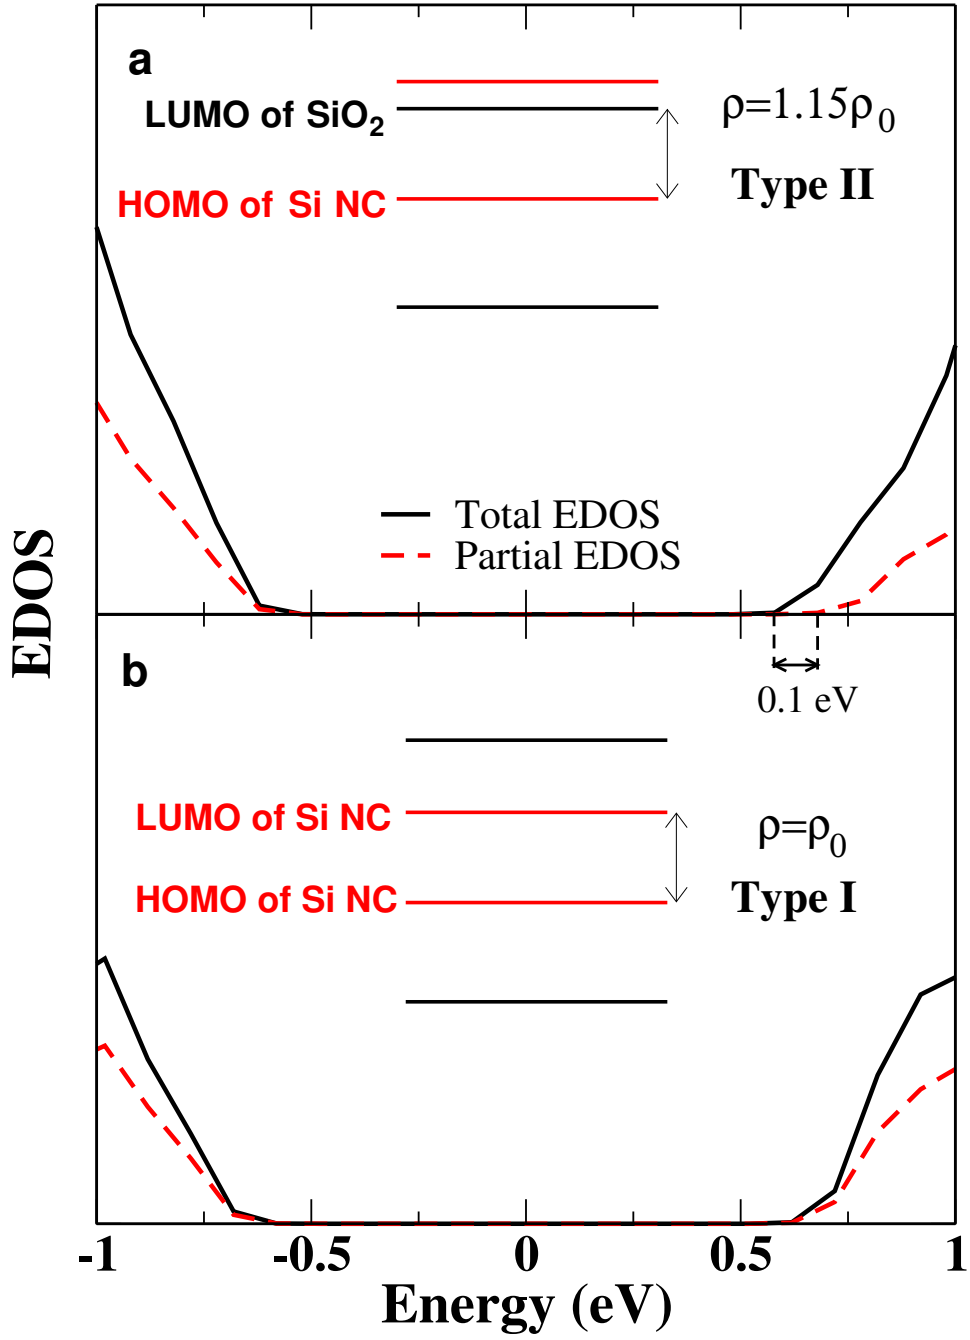 a
LUMO of SiO₂
ρ=1.15ρ₀
HOMO of Si NC
Type II
Total EDOS
Partial EDOS
EDOS
b
0.1 eV
LUMO of Si NC
ρ=ρ₀
HOMO of Si NC
Type I
-1 -0.5 0 0.5 1
Energy (eV)